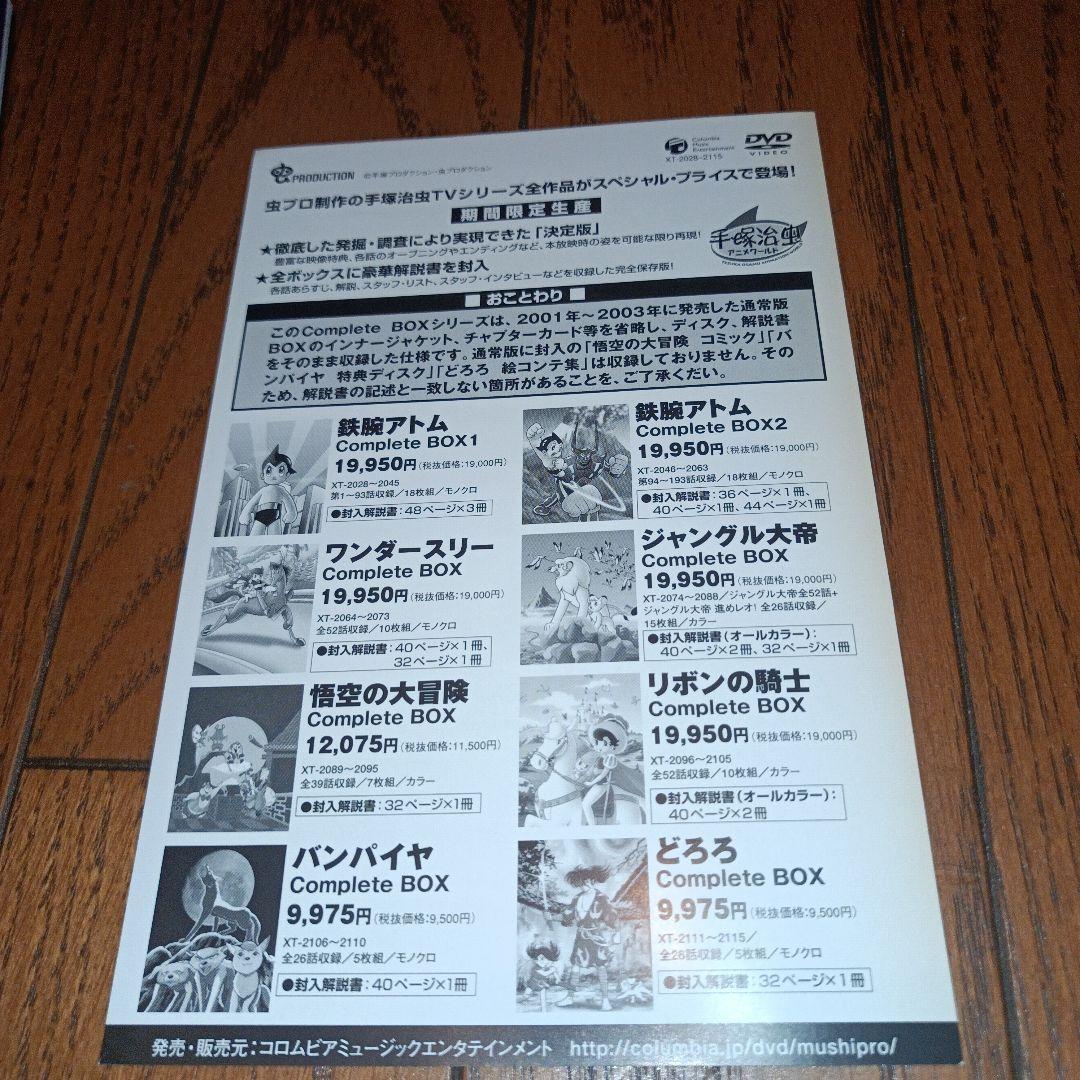 PRODUCTION ©手塚プロダクション・虫プロダクション
Columbia
Music
Entertainment
DVD
VIDEO
XT-2028~2115
虫プロ制作の手塚治虫TVシリーズ全作品がスペシャル・プライスで登場!
期間限定生産
★徹底した発掘・調査により実現できた「決定版」
豊富な映像特典、各話のオープニングやエンディングなど、本放映時の姿を可能な限り再現!
★全ボックスに豪華解説書を封入
各話あらすじ、解説、スタッフ・リスト、スタッフ・インタビューなどを収録した完全保存版!
手塚治虫
アニメワールド
TEZUKA OSAMU ANIMATION WORLD
■ おことわり ■
このComplete BOXシリーズは、2001年~2003年に発売した通常版
BOXのインナージャケット、チャプターカード等を省略し、ディスク、解説書
をそのまま収録した仕様です。通常版に封入の「悟空の大冒険 コミック」「バ
ンパイヤ 特典ディスク」「どろろ 絵コンテ集」は収録しておりません。その
ため、解説書の記述と一致しない箇所があることを、ご了承ください。
鉄腕アトム
Complete BOX1
19,950円(税抜価格:19,000円)
XT-2028~2045
第1~93話収録/18枚組/モノクロ
●封入解説書:48ページ×3冊
鉄腕アトム
Complete BOX2
19,950円(税抜価格:19,000円)
XT-2046~2063
第94~193話収録/18枚組/モノクロ
●封入解説書:36ページ×1冊、
40ページ×1冊、44ページ×1冊
ワンダースリー
Complete BOX
19,950円(税抜価格:19,000円)
XT-2064~2073
全52話収録/10枚組/モノクロ
●封入解説書:40ページ×1冊、
32ページ×1冊
ジャングル大帝
Complete BOX
19,950円(税抜価格:19,000円)
XT-2074~2088/ジャングル大帝全52話+
ジャングル大帝 進めレオ! 全26話収録/
15枚組/カラー
●封入解説書(オールカラー):
40ページ×2冊、32ページ×1冊
悟空の大冒険
Complete BOX
12,075円(税抜価格:11,500円)
XT-2089~2095
全39話収録/7枚組/カラー
●封入解説書:32ページ×1冊
リボンの騎士
Complete BOX
19,950円(税抜価格:19,000円)
XT-2096~2105
全52話収録/10枚組/カラー
●封入解説書(オールカラー):
40ページ×2冊
バンパイヤ
Complete BOX
9,975円(税抜価格:9,500円)
XT-2106~2110
全26話収録/5枚組/モノクロ
●封入解説書:40ページ×1冊
どろろ
Complete BOX
9,975円(税抜価格:9,500円)
XT-2111~2115/
全26話収録/5枚組/モノクロ
●封入解説書:32ページ×1冊
発売・販売元:コロムビアミュージックエンタテインメント http://columbia.jp/dvd/mushipro/